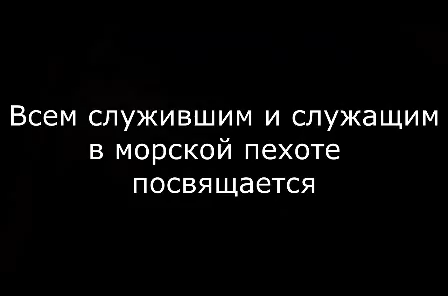 Всем служившим и служащим
в морской пехоте
посвящается